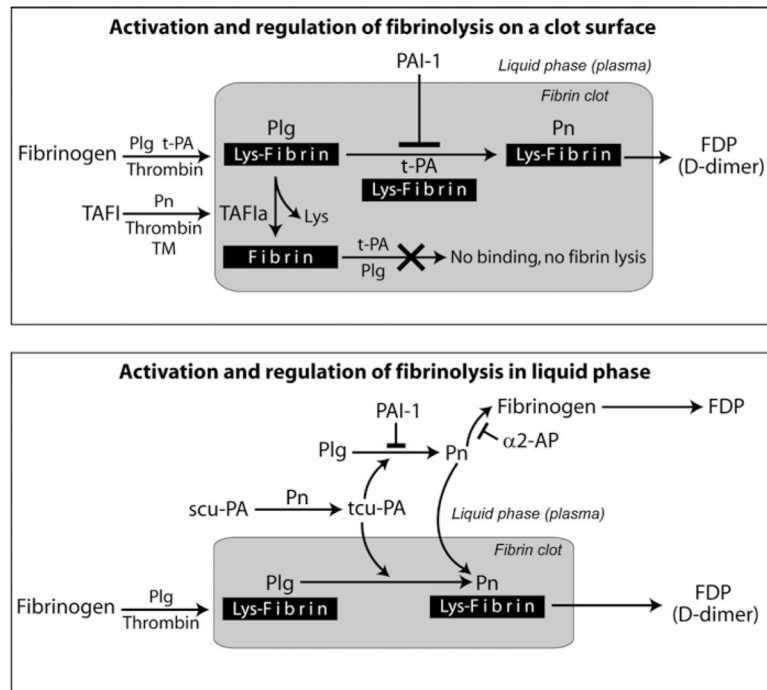 Activation and regulation of fibrinolysis on a clot surface
PAI-1
Liquid phase (plasma)
Fibrin clot
Plg
Pn
Fibrinogen
Plg t-PA
Thrombin
Lys-Fibrin
t-PA
Lys-Fibrin
Lys-Fibrin
FDP
(D-dimer)
TAFI
Pn
Thrombin
TM
TAFIa
Lys
Fibrin
t-PA
Plg
No binding, no fibrin lysis
Activation and regulation of fibrinolysis in liquid phase
PAI-1
Fibrinogen
FDP
α2-AP
Plg
Pn
scu-PA
Pn
tcu-PA
Liquid phase (plasma)
Fibrin clot
Plg
Pn
Fibrinogen
Plg
Thrombin
Lys-Fibrin
Lys-Fibrin
FDP
(D-dimer)